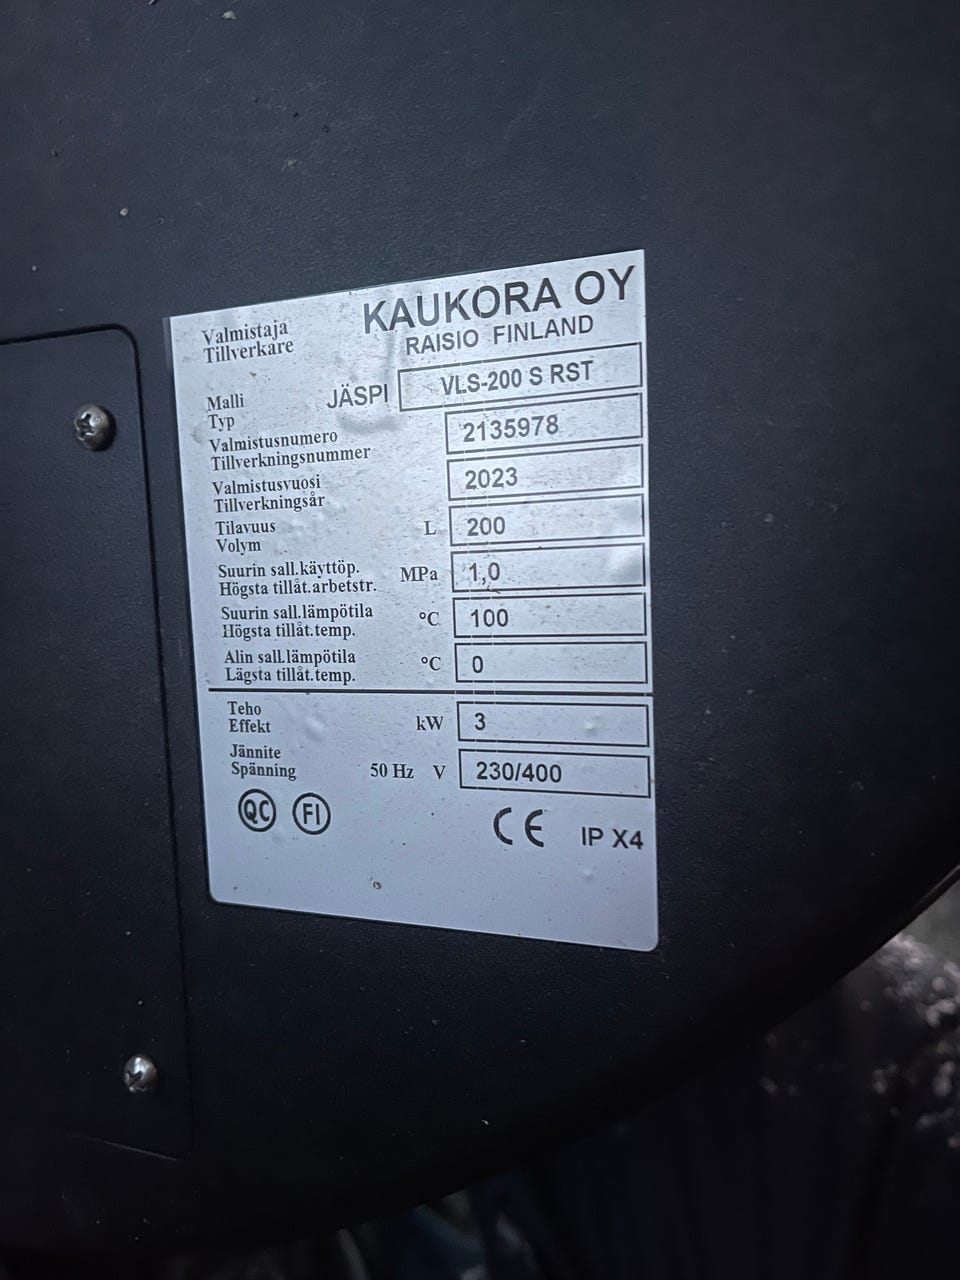 Valmistaja KAUKORA OY
Tillverkare RAISIO FINLAND
Malli JÄSPI VLS-200 S RST
Typ
Valmistusnumero 2135978
Tillverkningsnummer
Valmistusvuosi 2023
Tillverkningsår
Tilavuus L 200
Volym
Suurin sall.käyttöp. MPa 1,0
Högsta tillåt.arbetstr.
Suurin sall.lämpötila °C 100
Högsta tillåt.temp.
Alin sall.lämpötila °C 0
Lägsta tillåt.temp.
Teho kW 3
Effekt
Jännite 50 Hz V 230/400
Spänning
QC FI CE IP X4